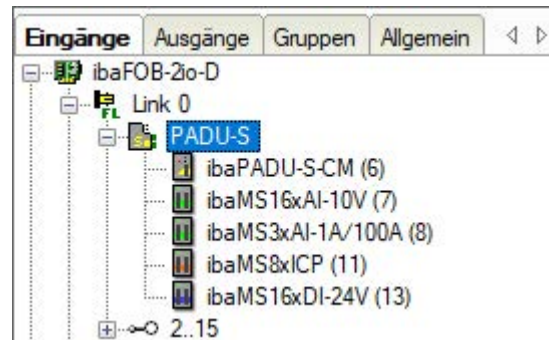 Eingänge Ausgänge Gruppen Allgemein
ibaFOB-2io-D
FL Link 0
PADU-S
ibaPADU-S-CM (6)
ibaMS16xAI-10V (7)
ibaMS3xAI-1A/100A (8)
ibaMS8xICP (11)
ibaMS16xDI-24V (13)
2..15